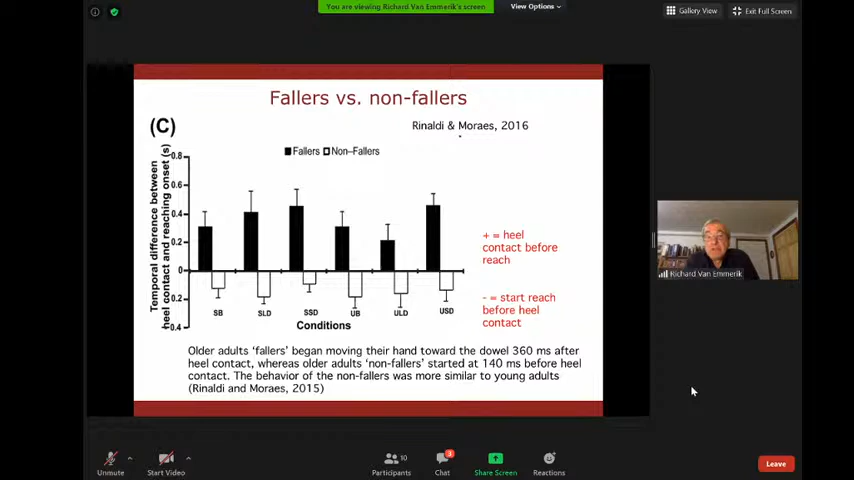 You are viewing Richard Van Emmerik's screen
View Options
Gallery View
Exit Full Screen
Fallers vs. non-fallers
(C)
Rinaldi & Moraes, 2016
Fallers
Non–Fallers
Temporal difference between
heel contact and reaching onset (s)
0.8
0.6
0.4
0.2
0
0.2
0.4
SB
SLD
SSD
UB
ULD
USD
Conditions
+ = heel
contact before
reach
- = start reach
before heel
contact
Older adults 'fallers' began moving their hand toward the dowel 360 ms after
heel contact, whereas older adults 'non-fallers' started at 140 ms before heel
contact. The behavior of the non-fallers was more similar to young adults
(Rinaldi and Moraes, 2015)
Richard Van Emmerik
Unmute
Start Video
10
Participants
3
Chat
Share Screen
Reactions
Leave